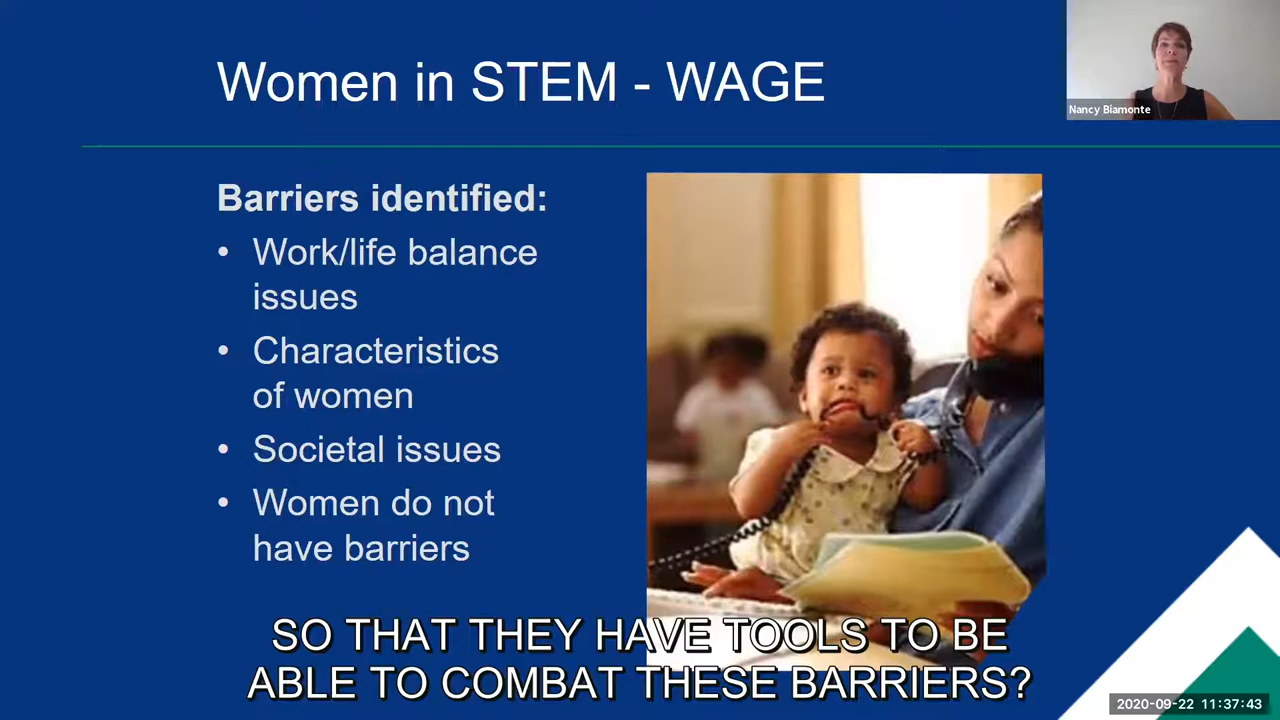 Women in STEM - WAGE
Nancy Biamonte
Barriers identified:
• Work/life balance
issues
• Characteristics
of women
• Societal issues
• Women do not
have barriers
SO THAT THEY HAVE TOOLS TO BE
ABLE TO COMBAT THESE BARRIERS?
2020-09-22 11:37:43